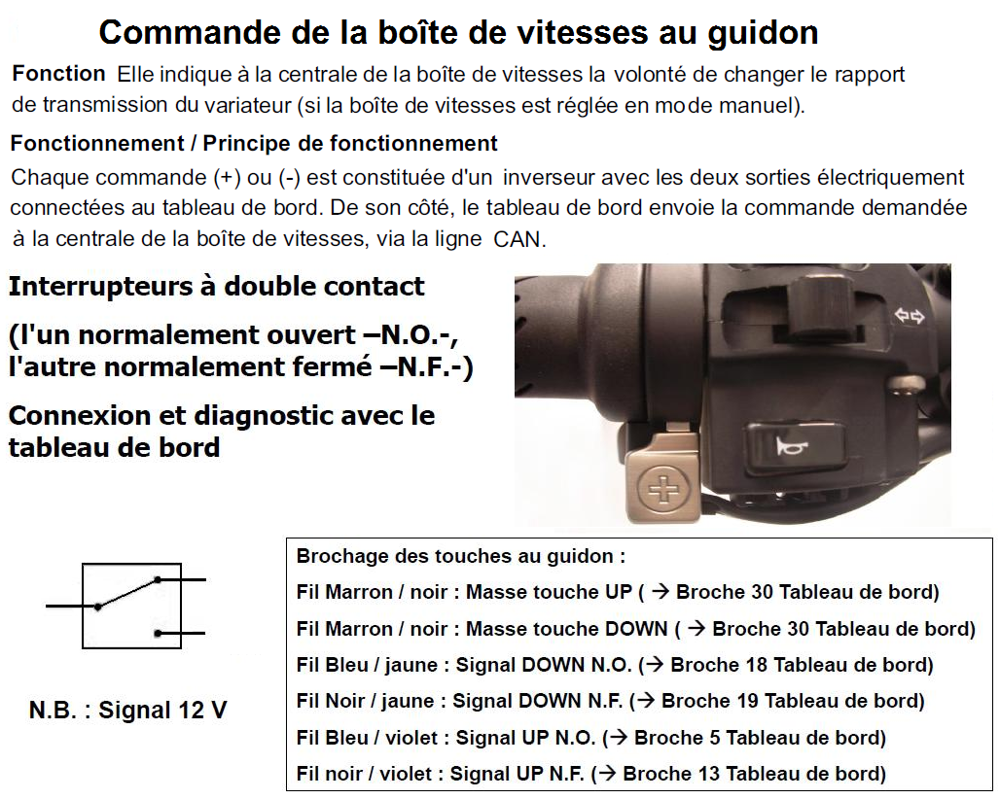 Commande de la boîte de vitesses au guidon
Fonction Elle indique à la centrale de la boîte de vitesses la volonté de changer le rapport
de transmission du variateur (si la boîte de vitesses est réglée en mode manuel).
Fonctionnement / Principe de fonctionnement
Chaque commande (+) ou (-) est constituée d'un inverseur avec les deux sorties électriquement
connectées au tableau de bord. De son côté, le tableau de bord envoie la commande demandée
à la centrale de la boîte de vitesses, via la ligne CAN.
Interrupteurs à double contact
(l'un normalement ouvert –N.O.-,
l'autre normalement fermé –N.F.-)
Connexion et diagnostic avec le
tableau de bord
N.B. : Signal 12 V
Brochage des touches au guidon :
Fil Marron / noir : Masse touche UP ( → Broche 30 Tableau de bord)
Fil Marron / noir : Masse touche DOWN ( → Broche 30 Tableau de bord)
Fil Bleu / jaune : Signal DOWN N.O. (→ Broche 18 Tableau de bord)
Fil Noir / jaune : Signal DOWN N.F. (→ Broche 19 Tableau de bord)
Fil Bleu / violet : Signal UP N.O. (→ Broche 5 Tableau de bord)
Fil noir / violet : Signal UP N.F. (→ Broche 13 Tableau de bord)